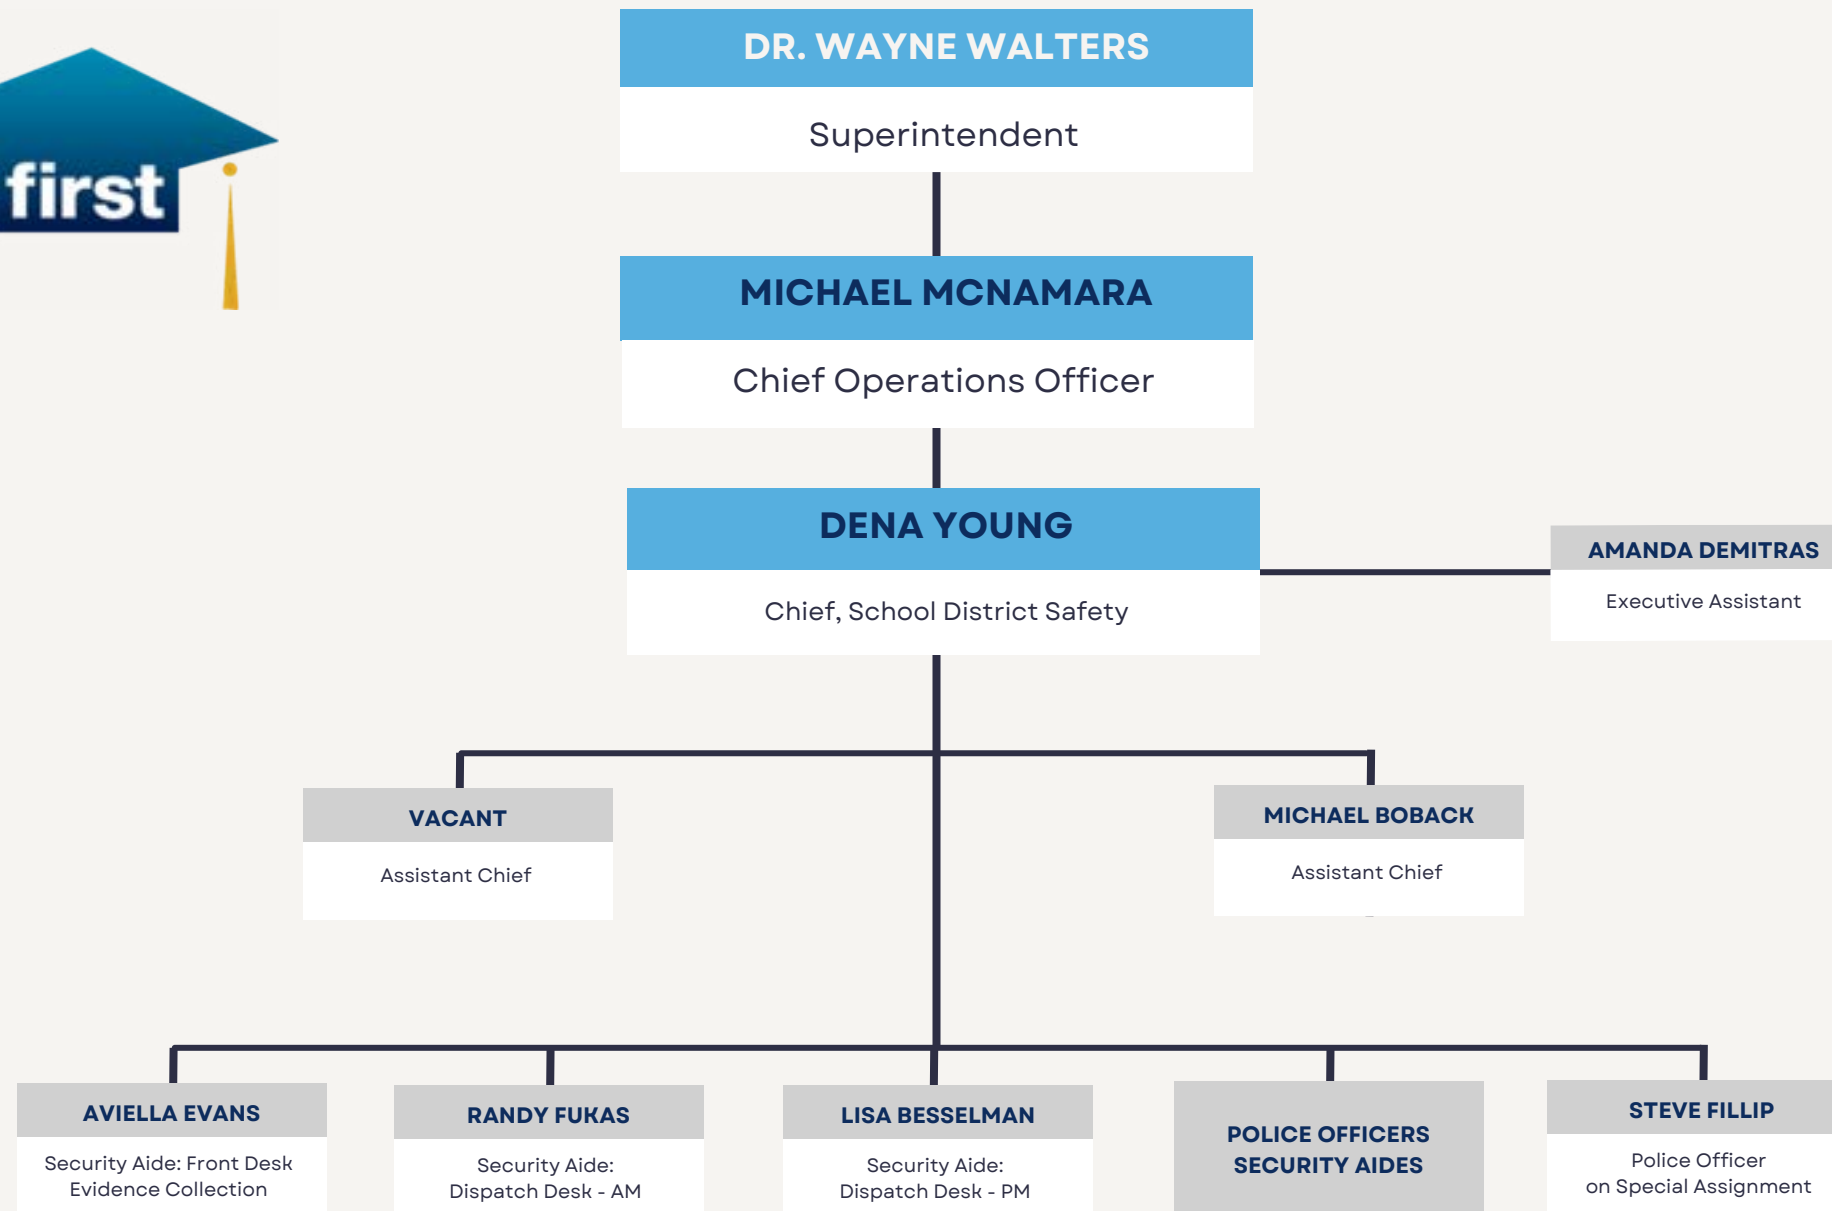 first
DR. WAYNE WALTERS
Superintendent
MICHAEL MCNAMARA
Chief Operations Officer
DENA YOUNG
Chief, School District Safety
AMANDA DEMITRAS
Executive Assistant
VACANT
Assistant Chief
MICHAEL BOBACK
Assistant Chief
AVIELLA EVANS
Security Aide: Front Desk
Evidence Collection
RANDY FUKAS
Security Aide:
Dispatch Desk - AM
LISA BESSELMAN
Security Aide:
Dispatch Desk - PM
POLICE OFFICERS
SECURITY AIDES
STEVE FILLIP
Police Officer
on Special Assignment